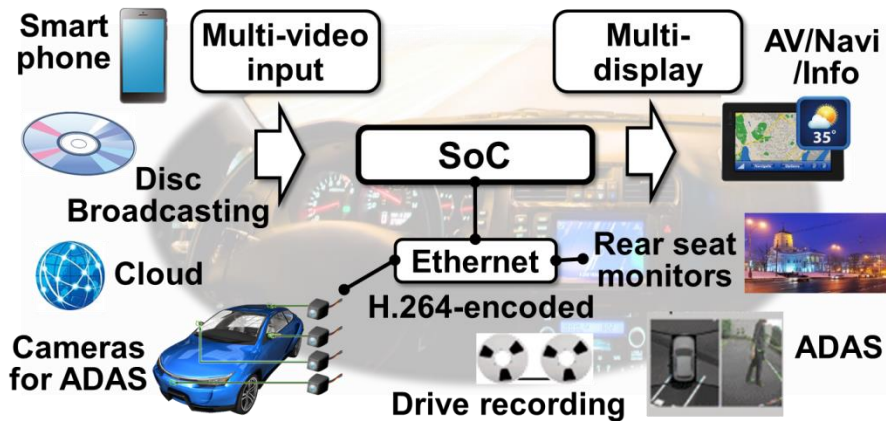 Smart
phone
Multi-video
input
Multi-
display
AV/Navi
/Info
35°
SoC
Disc
Broadcasting
Cloud
Ethernet
Rear seat
monitors
H.264-encoded
Cameras
for ADAS
Drive recording
ADAS